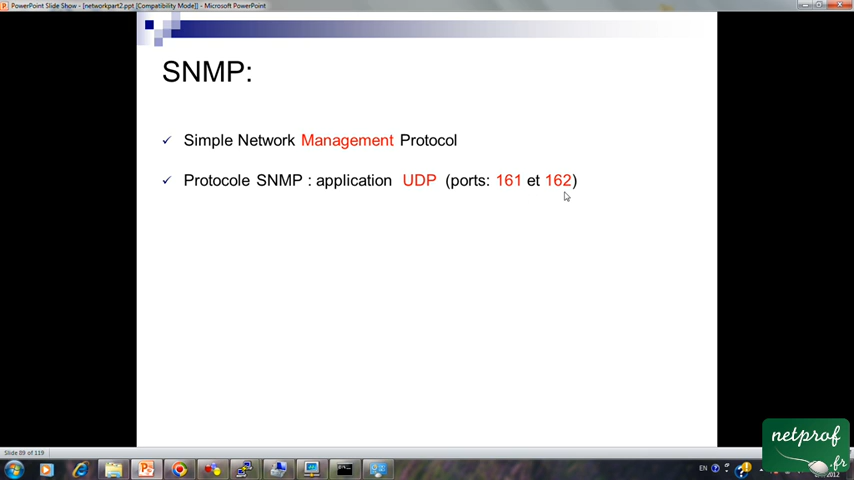 PowerPoint Slide Show - [networkpart2.ppt [Compatibility Mode]] - Microsoft PowerPoint
SNMP:
✓ Simple Network Management Protocol
✓ Protocole SNMP : application UDP (ports: 161 et 162)
netprof
.fr
Slide 89 of 119
EN